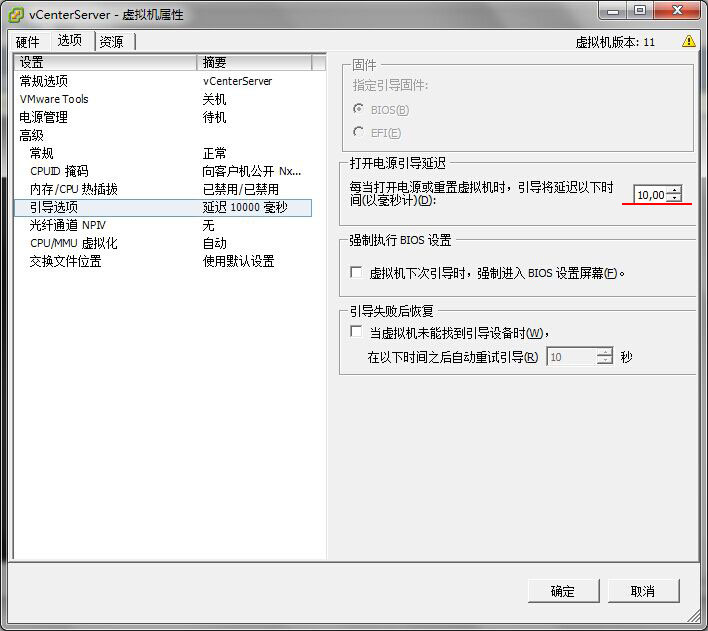 vCenterServer - 虚拟机属性
硬件 选项 资源 虚拟机版本: 11
设置 摘要
常规选项 vCenterServer
VMware Tools 关机
电源管理 待机
高级
常规 正常
CPUID 掩码 向客户机公开 Nx...
内存/CPU 热插拔 已禁用/已禁用
引导选项 延迟 10000 毫秒
光纤通道 NPIV 无
CPU/MMU 虚拟化 自动
交换文件位置 使用默认设置
固件
指定引导固件:
BIOS(B)
EFI(E)
打开电源引导延迟
每当打开电源或重置虚拟机时，引导将延迟以下时
间(以毫秒计)(D):
10,00
强制执行 BIOS 设置
虚拟机下次引导时，强制进入 BIOS 设置屏幕(F)。
引导失败后恢复
当虚拟机未能找到引导设备时(W)，
在以下时间之后自动重试引导(R) 10 秒
确定 取消